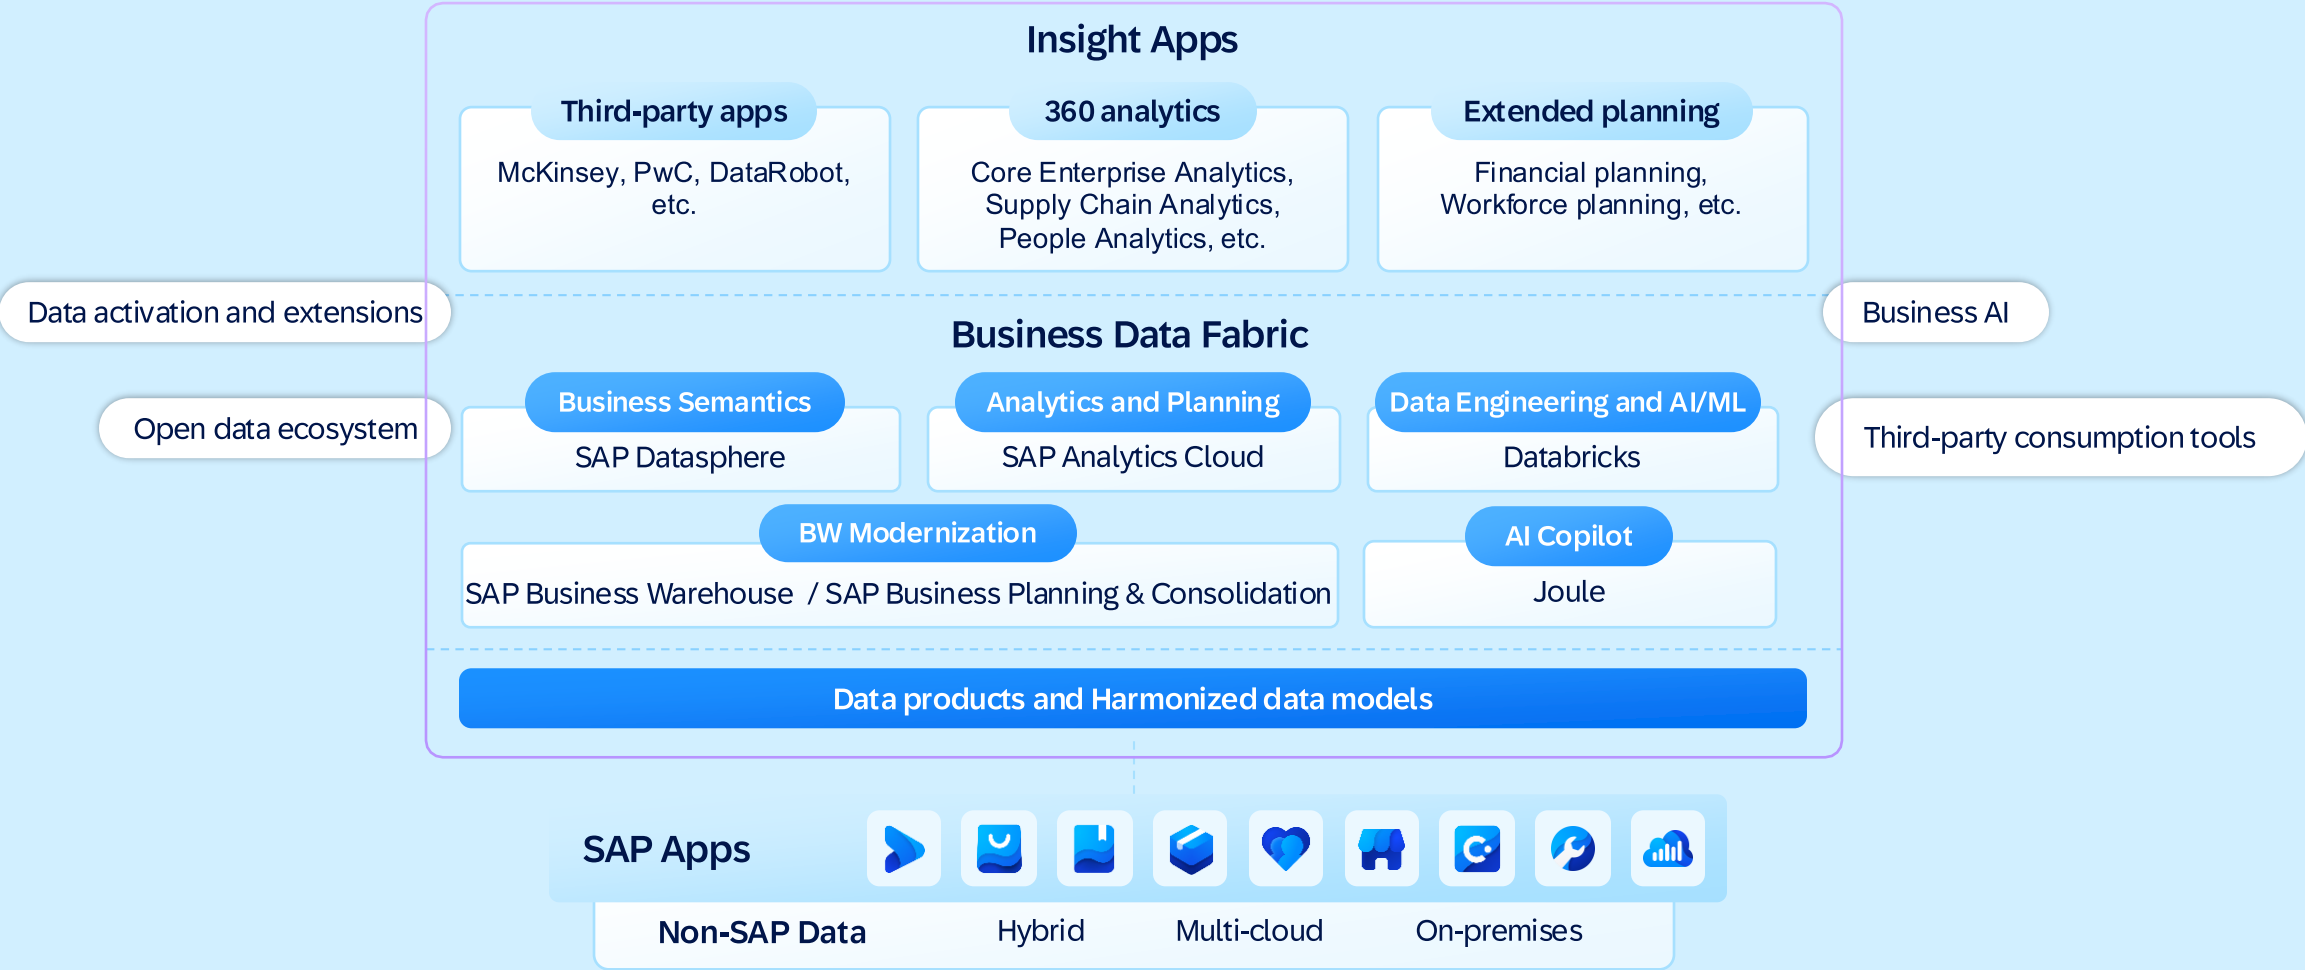 Insight Apps
Third-party apps
McKinsey, PwC, DataRobot,
etc.
360 analytics
Core Enterprise Analytics,
Supply Chain Analytics,
People Analytics, etc.
Extended planning
Financial planning,
Workforce planning, etc.
Data activation and extensions
Open data ecosystem
Business AI
Third-party consumption tools
Business Data Fabric
Business Semantics
SAP Datasphere
Analytics and Planning
SAP Analytics Cloud
Data Engineering and AI/ML
Databricks
BW Modernization
SAP Business Warehouse / SAP Business Planning & Consolidation
AI Copilot
Joule
Data products and Harmonized data models
SAP Apps
Non-SAP Data
Hybrid
Multi-cloud
On-premises